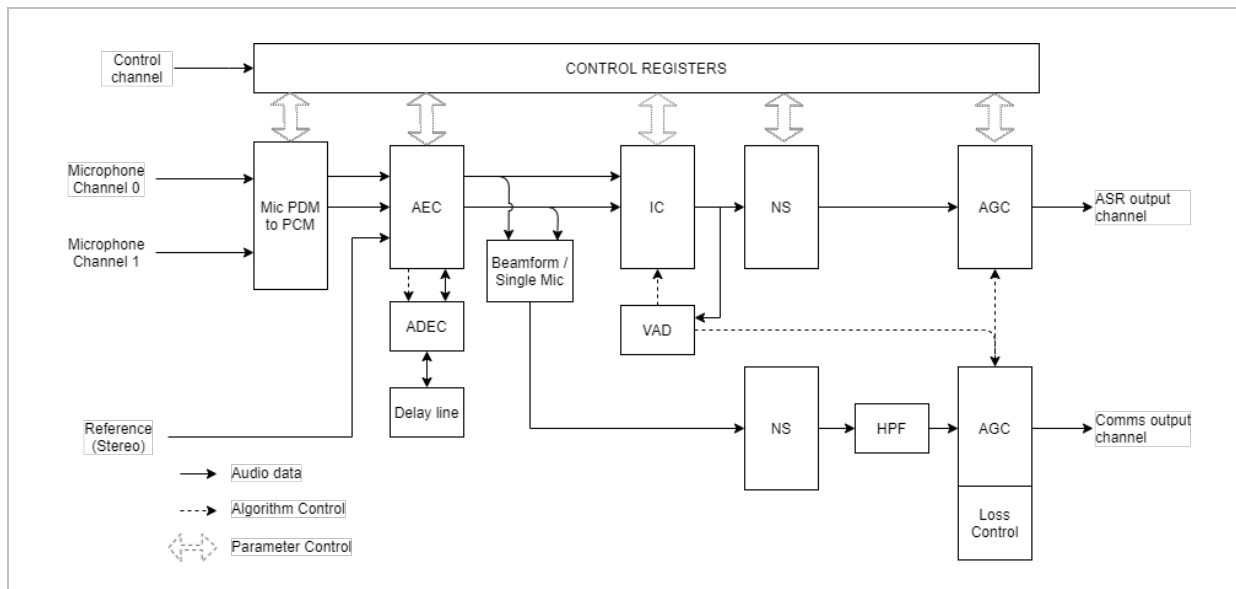 Control
channel
CONTROL REGISTERS
Microphone
Channel 0
Microphone
Channel 1
Mic PDM
to PCM
AEC
IC
NS
AGC
ASR output
channel
Beamform /
Single Mic
ADEC
VAD
Delay line
Reference
(Stereo)
NS
HPF
AGC
Comms output
channel
Loss
Control
Audio data
Algorithm Control
Parameter Control